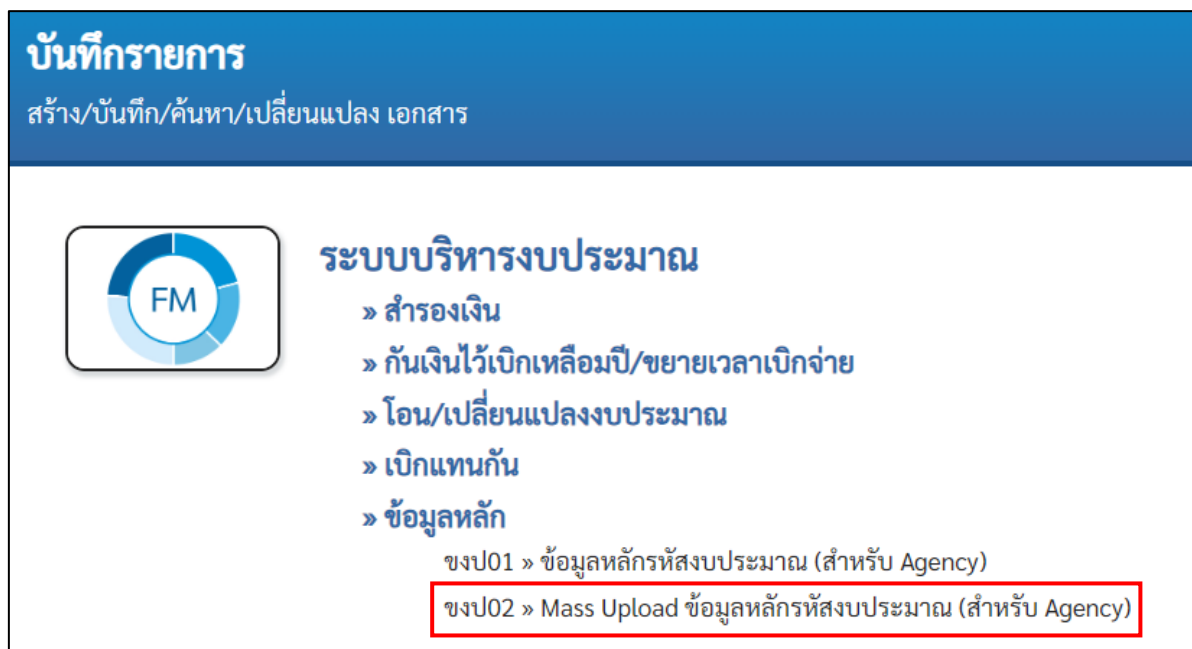 บันทึกรายการ
สร้าง/บันทึก/ค้นหา/เปลี่ยนแปลง เอกสาร
FM
ระบบบริหารงบประมาณ
» สำรองเงิน
» กันเงินไว้เบิกเหลือมปี/ขยายเวลาเบิกจ่าย
» โอน/เปลี่ยนแปลงงบประมาณ
» เบิกแทนกัน
» ข้อมูลหลัก
ขงป01 » ข้อมูลหลักรหัสงบประมาณ (สำหรับ Agency)
ขงป02 » Mass Upload ข้อมูลหลักรหัสงบประมาณ (สำหรับ Agency)